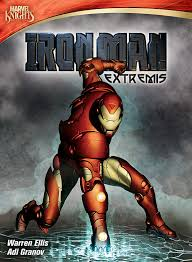 MARVEL
KNIGHTS
IRON MAN
EXTREMIS
Warren Ellis
Adi Granov